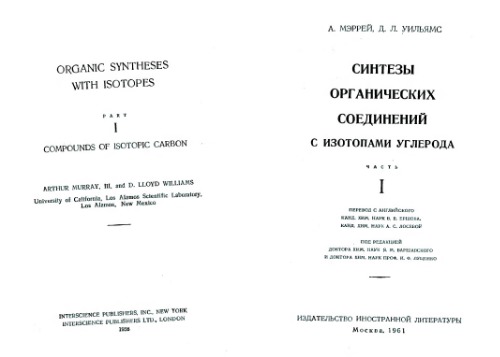 ORGANIC SYNTHESES
WITH ISOTOPES
PART
I
COMPOUNDS OF ISOTOPIC CARBON
ARTHUR MURRAY, III, and D. LLOYD WILLIAMS
University of California, Los Alamos Scientific Laboratory,
Los Alamos, New Mexico
INTERSCIENCE PUBLISHERS, INC., NEW YORK
INTERSCIENCE PUBLISHERS LTD., LONDON
1958
А. МЭРРЕЙ, Д. Л. УИЛЬЯМС
СИНТЕЗЫ
ОРГАНИЧЕСКИХ
СОЕДИНЕНИЙ
С ИЗОТОПАМИ УГЛЕРОДА
ЧАСТЬ
I
ПЕРЕВОД С АНГЛИЙСКОГО
КАНД. ХИМ. НАУК В. В.
КАНД. ХИМ. НАУК А. С. ЛОСЕВОЙ
ПОД РЕДАКЦИЕЙ
ДОКТОРА ХИМ. НАУК Я. М. ВАРШАВСКОГО
И ДОКТОРА ХИМ. НАУК ПРОФ. И. Ф. ЛУЦЕНКО
ИЗДАТЕЛЬСТВО ИНОСТРАННОЙ ЛИТЕРАТУРЫ
Москва, 1961